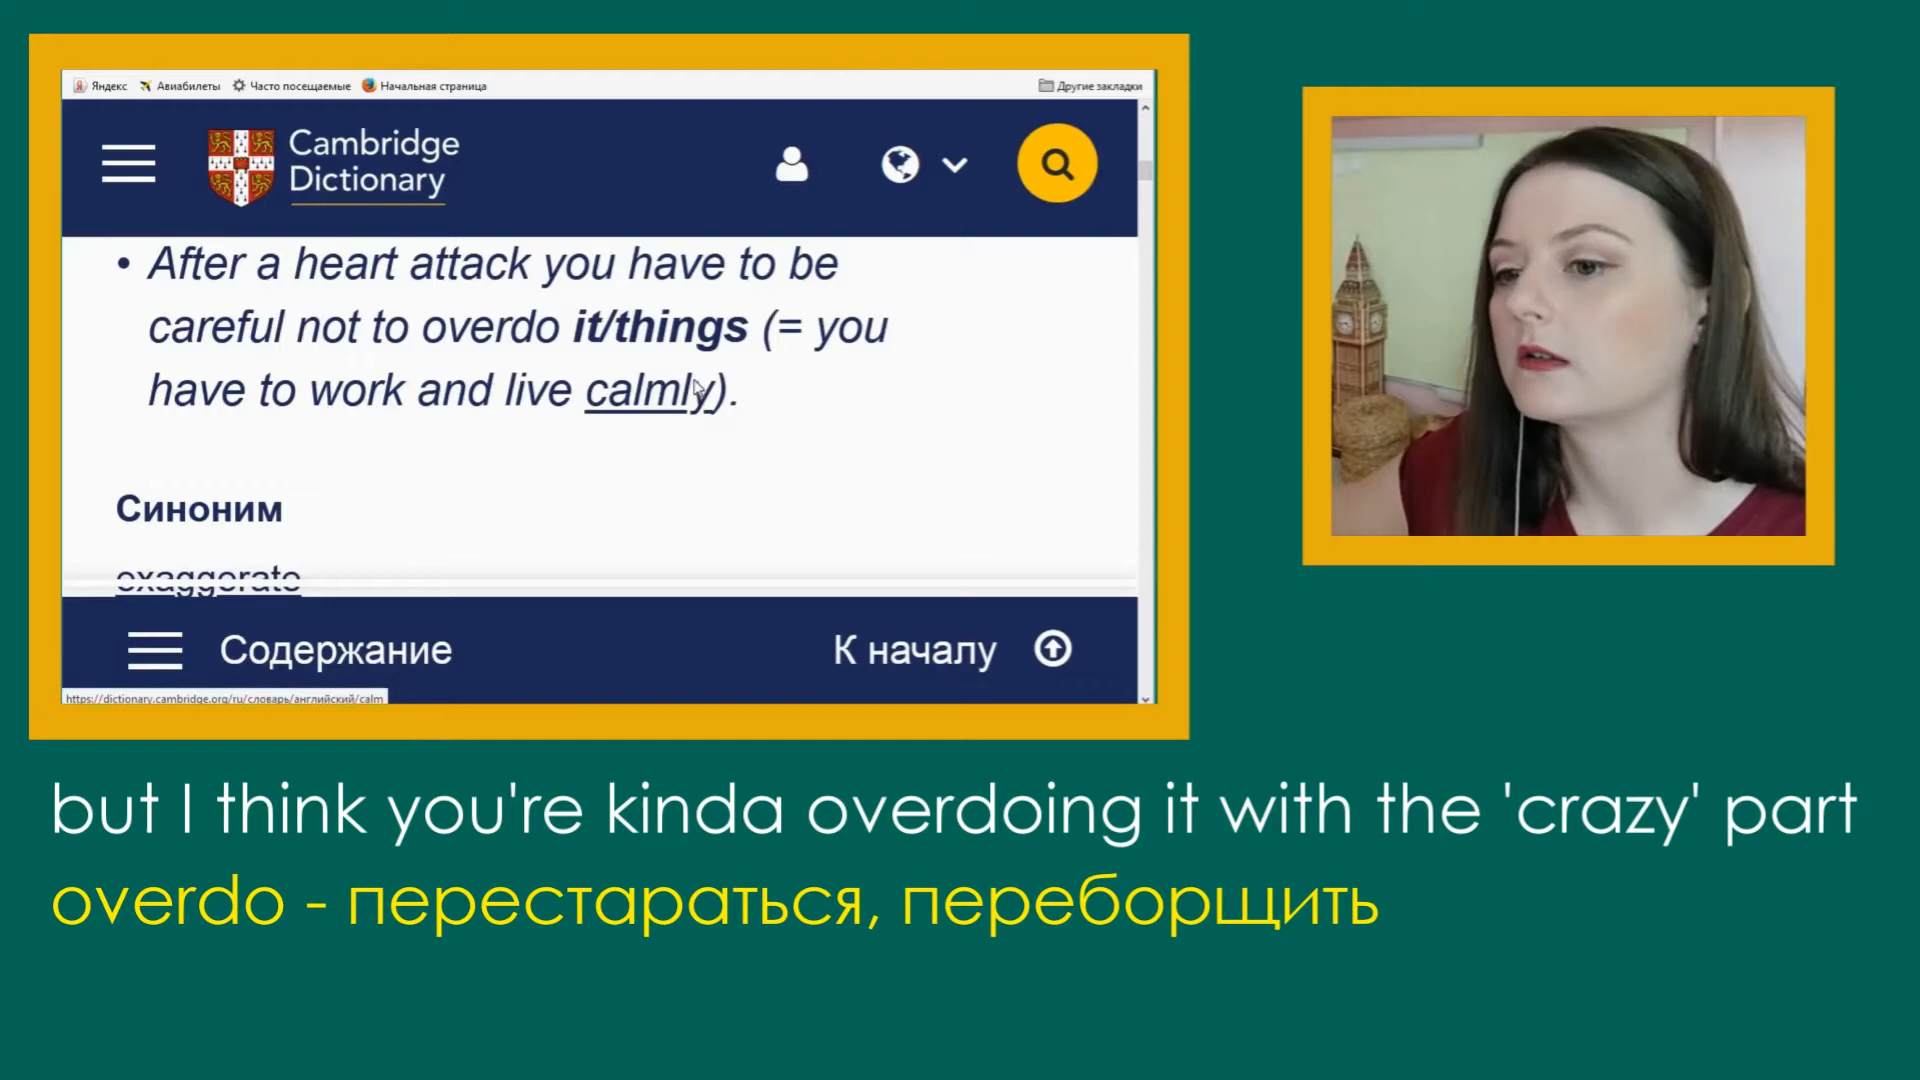 Яндекс Авиабилеты Часто посещаемые Начальная страница Другие закладки
Cambridge
Dictionary
• After a heart attack you have to be
careful not to overdo it/things (= you
have to work and live calmly).
Синоним
exaggerate
Содержание К началу
https://dictionary.cambridge.org/ru/словарь/английский/calm
but I think you're kinda overdoing it with the 'crazy' part
overdo - перестараться, переборщить